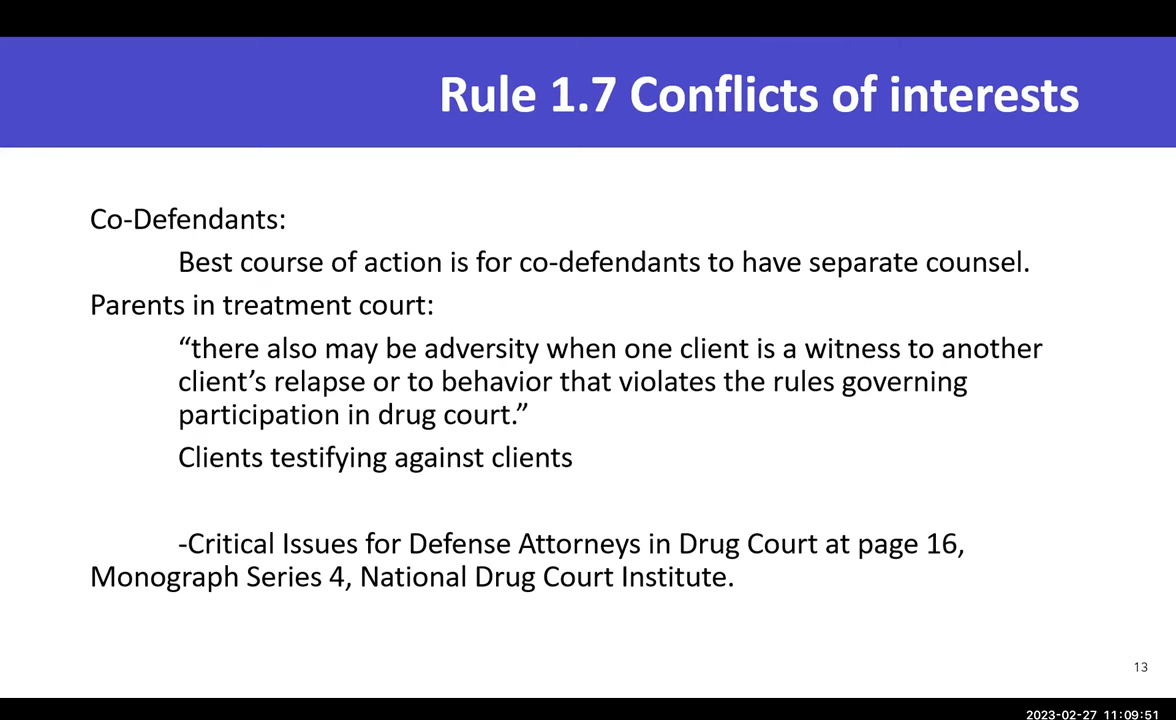 Rule 1.7 Conflicts of interests
Co-Defendants:
Best course of action is for co-defendants to have separate counsel.
Parents in treatment court:
“there also may be adversity when one client is a witness to another
client’s relapse or to behavior that violates the rules governing
participation in drug court.”
Clients testifying against clients
-Critical Issues for Defense Attorneys in Drug Court at page 16,
Monograph Series 4, National Drug Court Institute.
13
2023-02-27 11:09:51